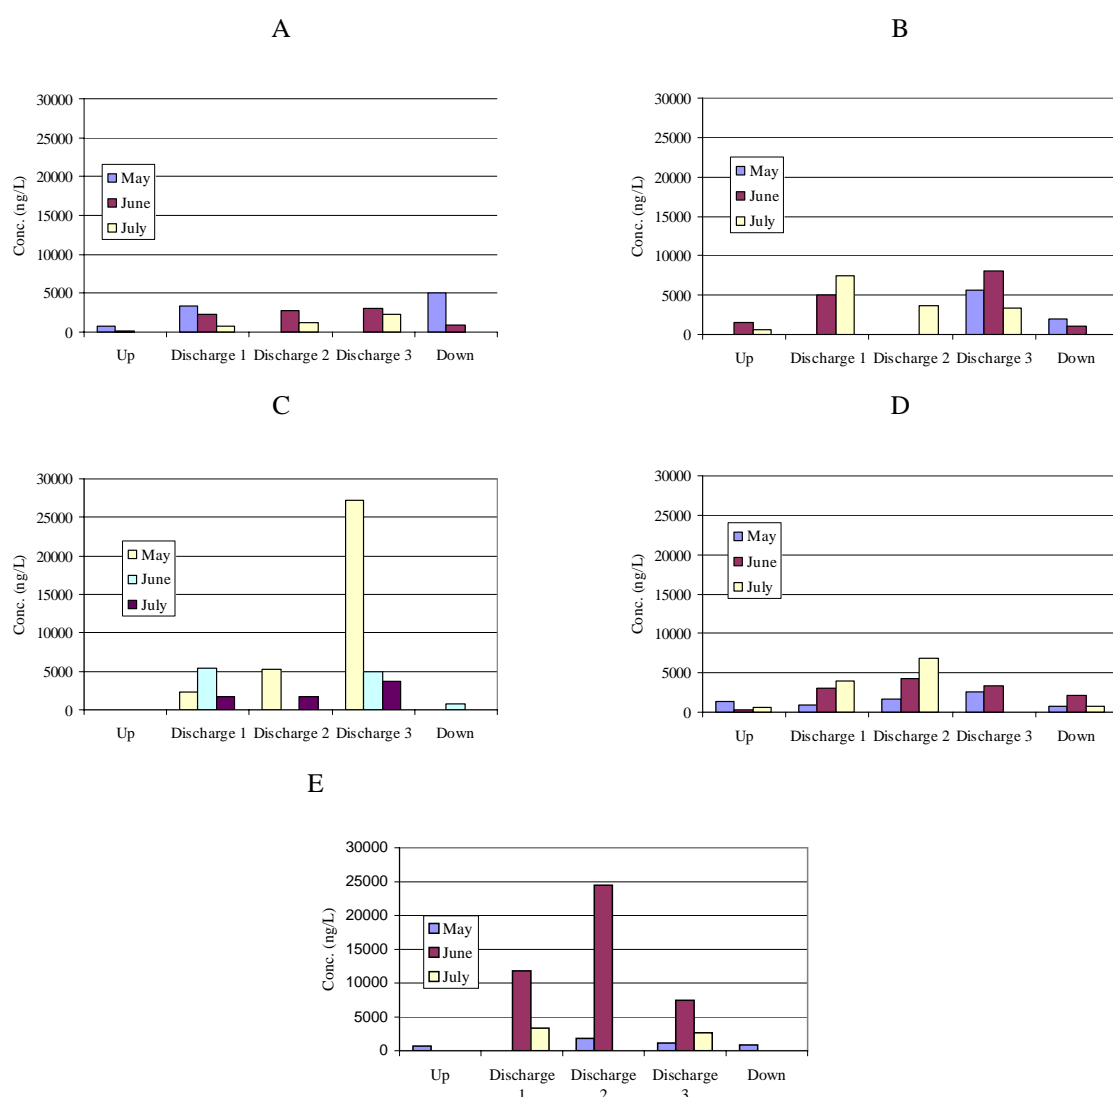 A
30000
25000
20000
15000
10000
5000
0
Conc. (ng/L)
May
June
July
Up Discharge 1 Discharge 2 Discharge 3 Down
B
30000
25000
20000
15000
10000
5000
0
Conc. (ng/L)
May
June
July
Up Discharge 1 Discharge 2 Discharge 3 Down
C
30000
25000
20000
15000
10000
5000
0
Conc. (ng/L)
May
June
July
Up Discharge 1 Discharge 2 Discharge 3 Down
D
30000
25000
20000
15000
10000
5000
0
Conc. (ng/L)
May
June
July
Up Discharge 1 Discharge 2 Discharge 3 Down
E
30000
25000
20000
15000
10000
5000
0
Conc. (ng/L)
May
June
July
Up Discharge Discharge Discharge Down
1 2 3